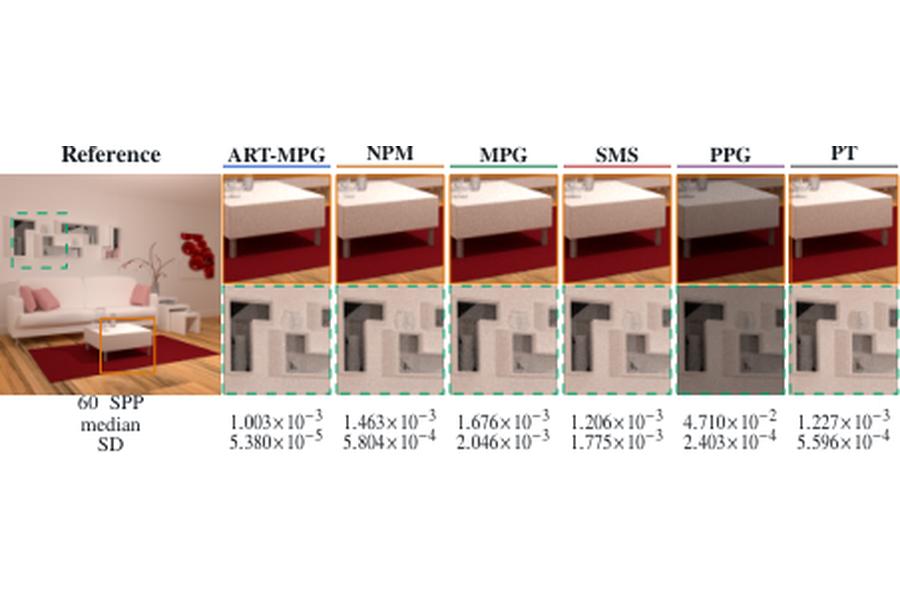 Reference ART-MPG NPM MPG SMS PPG PT
60 SPP
median 1.003×10⁻³ 1.463×10⁻³ 1.676×10⁻³ 1.206×10⁻³ 4.710×10⁻² 1.227×10⁻³
SD 5.380×10⁻⁵ 5.804×10⁻⁴ 2.046×10⁻³ 1.775×10⁻³ 2.403×10⁻⁴ 5.596×10⁻⁴